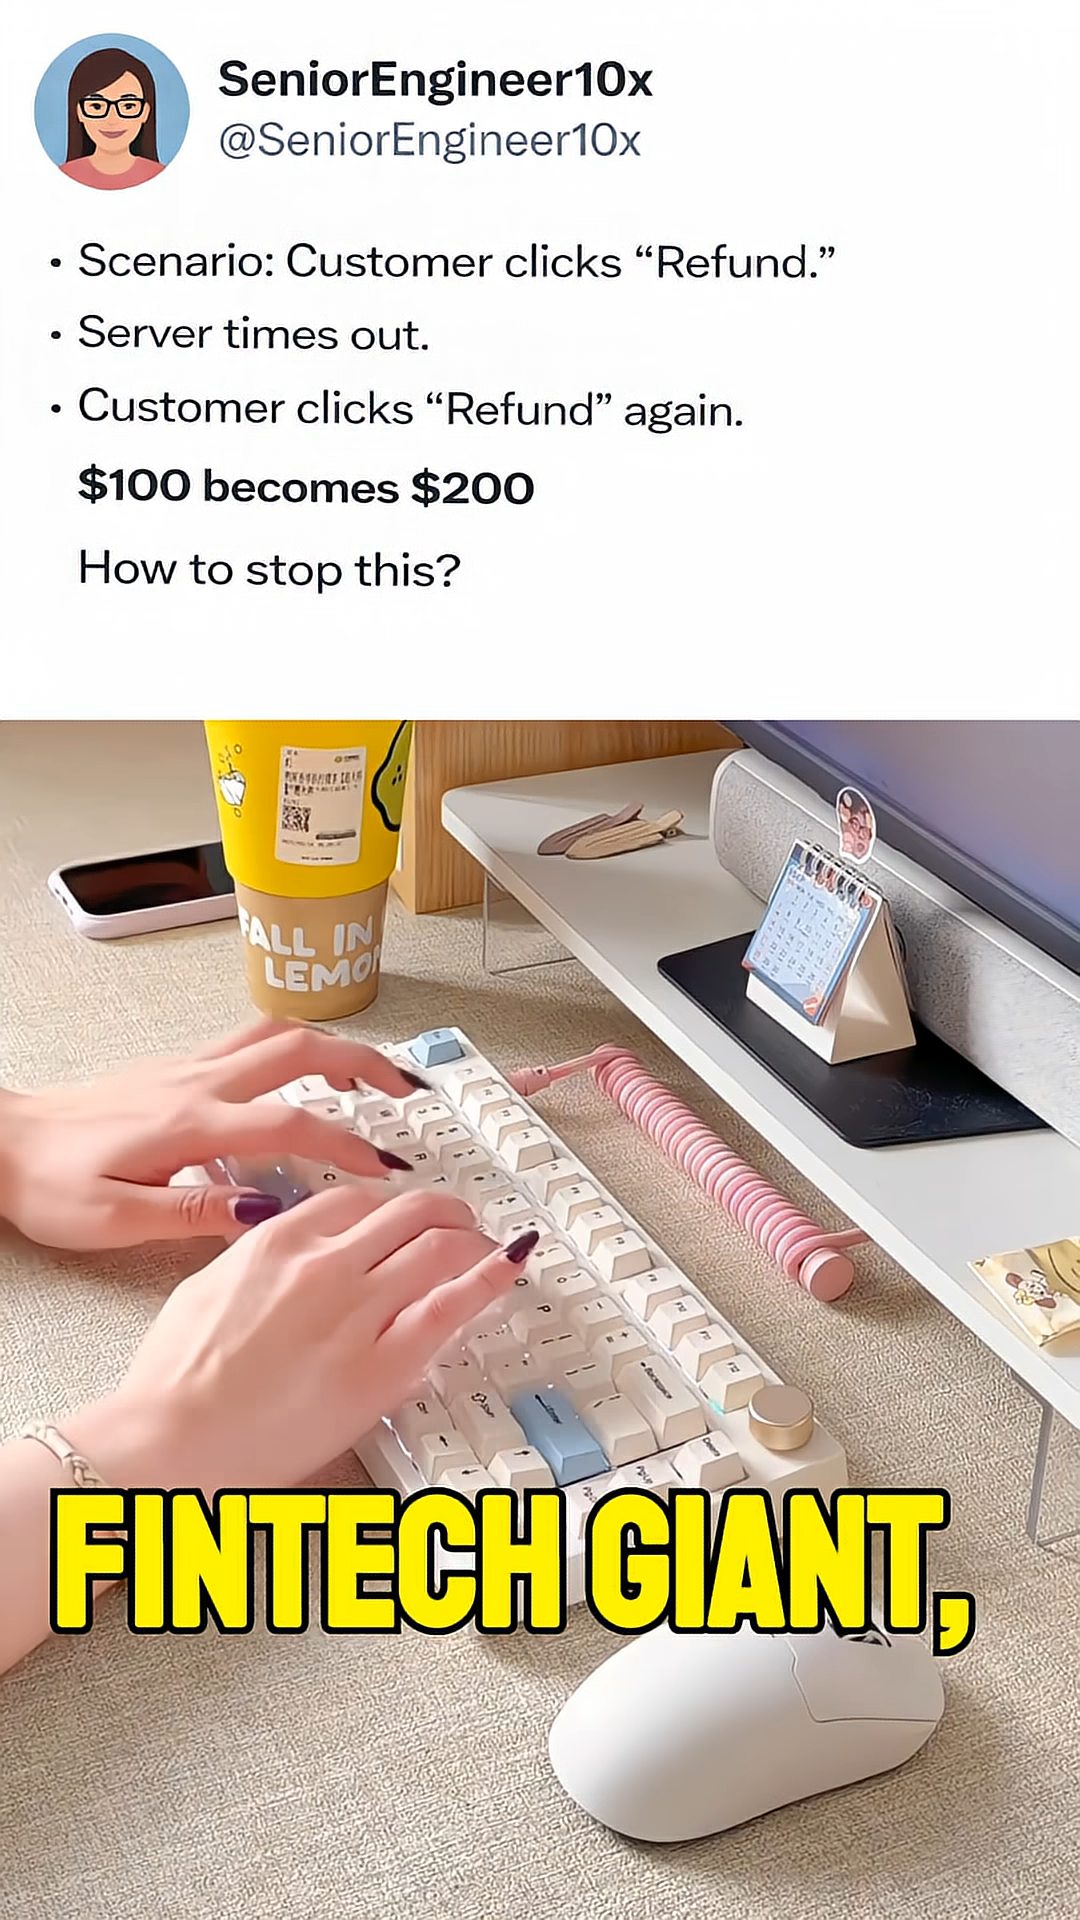 SeniorEngineer10x
@SeniorEngineer10x
• Scenario: Customer clicks “Refund.”
• Server times out.
• Customer clicks “Refund” again.
$100 becomes $200
How to stop this?
FALL IN
LEMON
FINTECH GIANT,